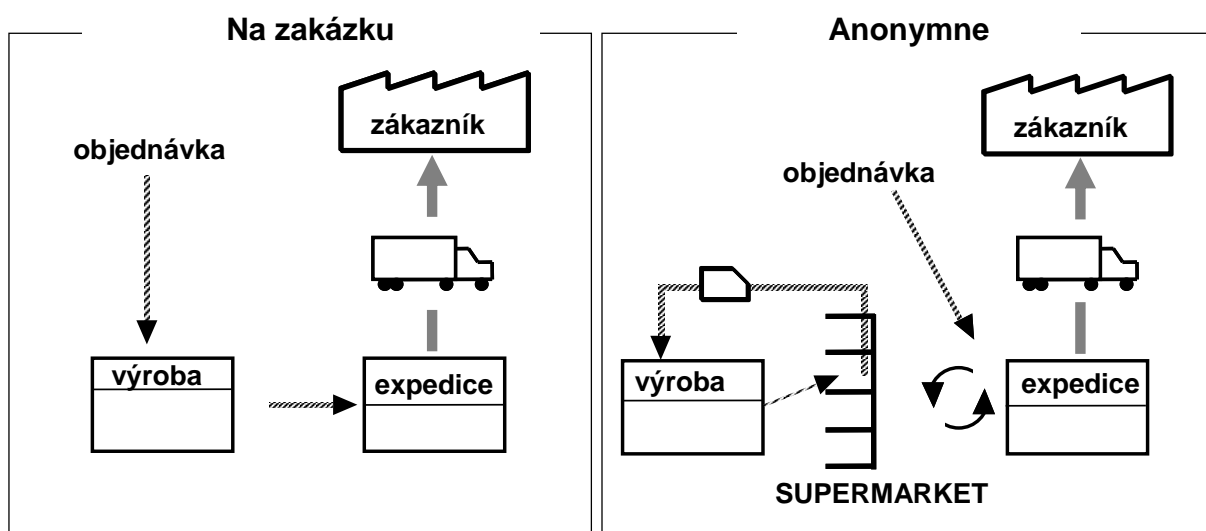 Na zakázku
zákazník
objednávka
výroba
expedice
Anonymne
zákazník
objednávka
výroba
expedice
SUPERMARKET